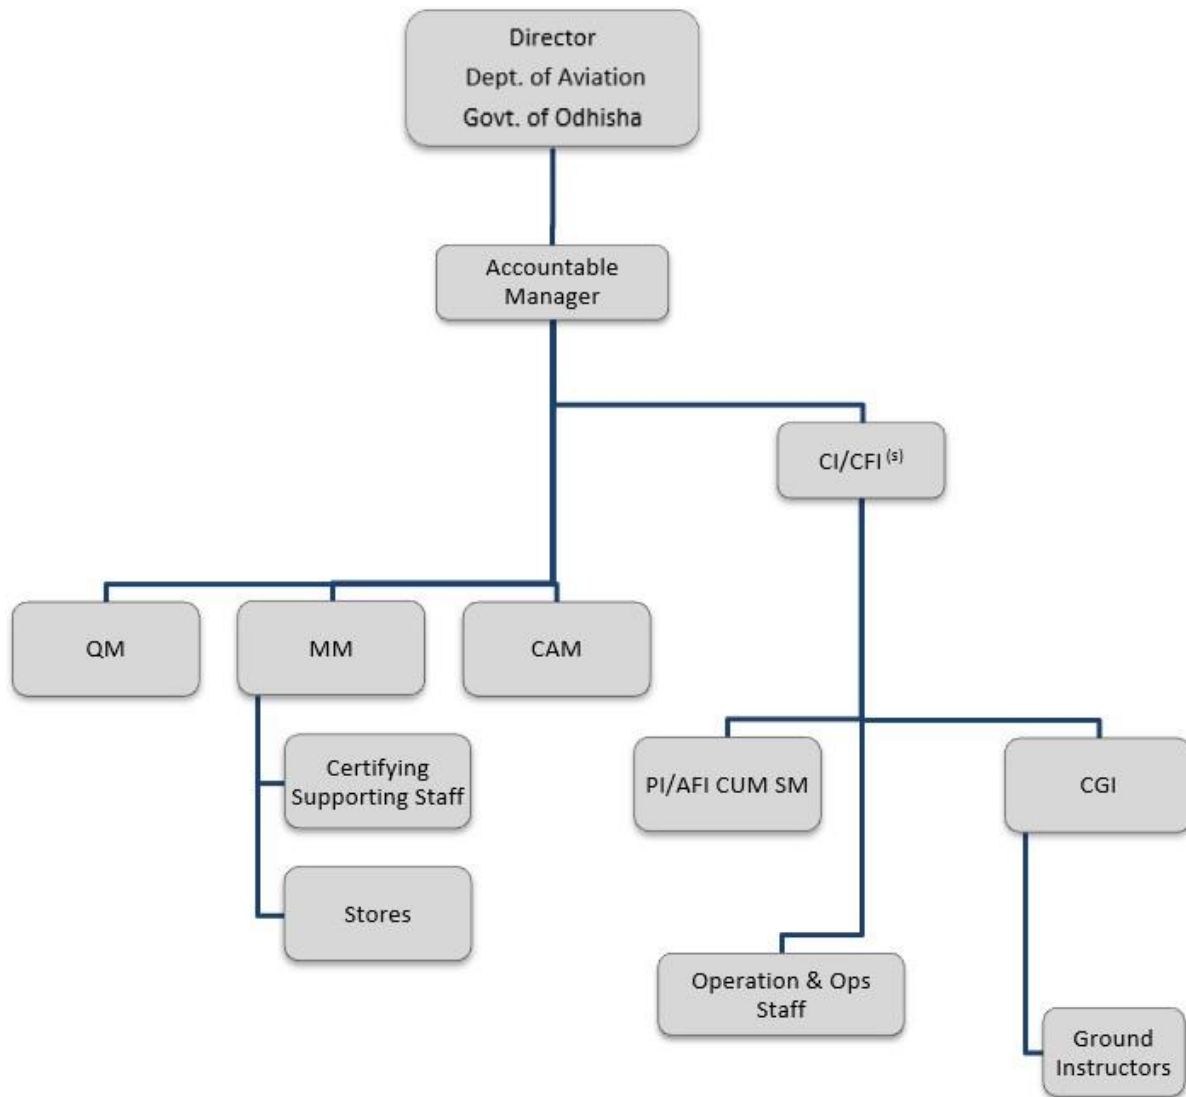 Director
Dept. of Aviation
Govt. of Odhisha
Accountable
Manager
CI/CFI (s)
QM
MM
CAM
Certifying
Supporting Staff
PI/AFI CUM SM
CGI
Stores
Operation & Ops
Staff
Ground
Instructors